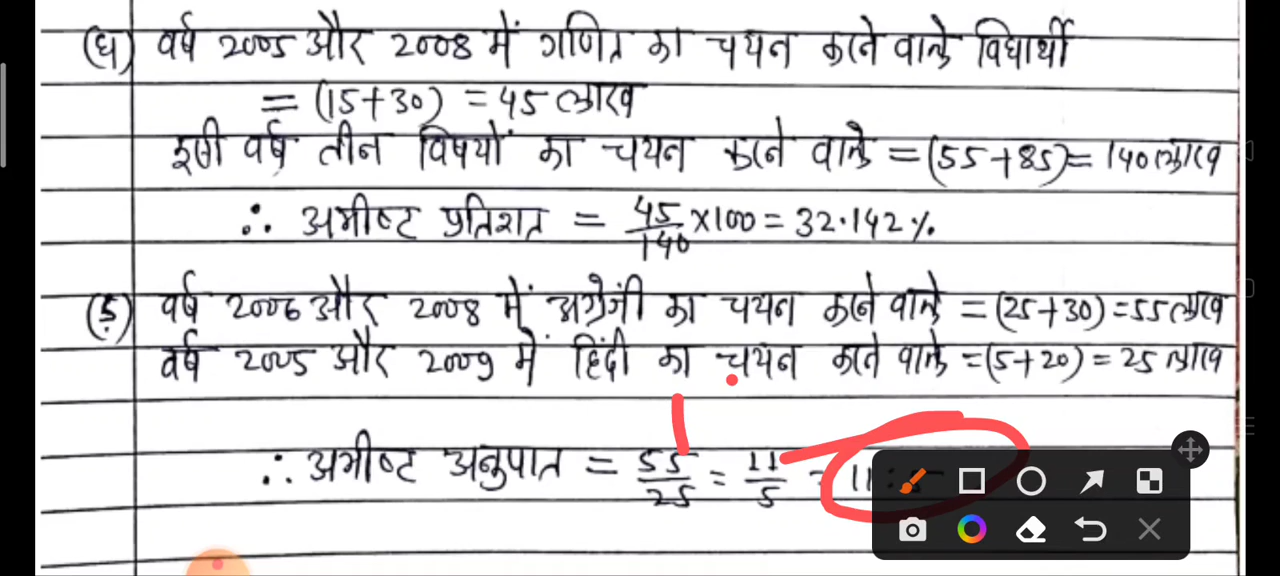 (घ) वर्ष 2005 और 2008 में गणित का चयन करने वाले विद्यार्थी
= (15+30) = 45 लाख
इसी वर्ष तीन विषयों का चयन करने वाले = (55+85) = 140 लाख
∴ अभीष्ट प्रतिशत = 45/140 ×100 = 32.142%
(ङ) वर्ष 2006 और 2008 में अंग्रेजी का चयन करने वाले = (25+30) = 55 लाख
वर्ष 2005 और 2009 में हिंदी का चयन करने वाले = (5+20) = 25 लाख
∴ अभीष्ट अनुपात = 55/25 = 11/5 = 11: